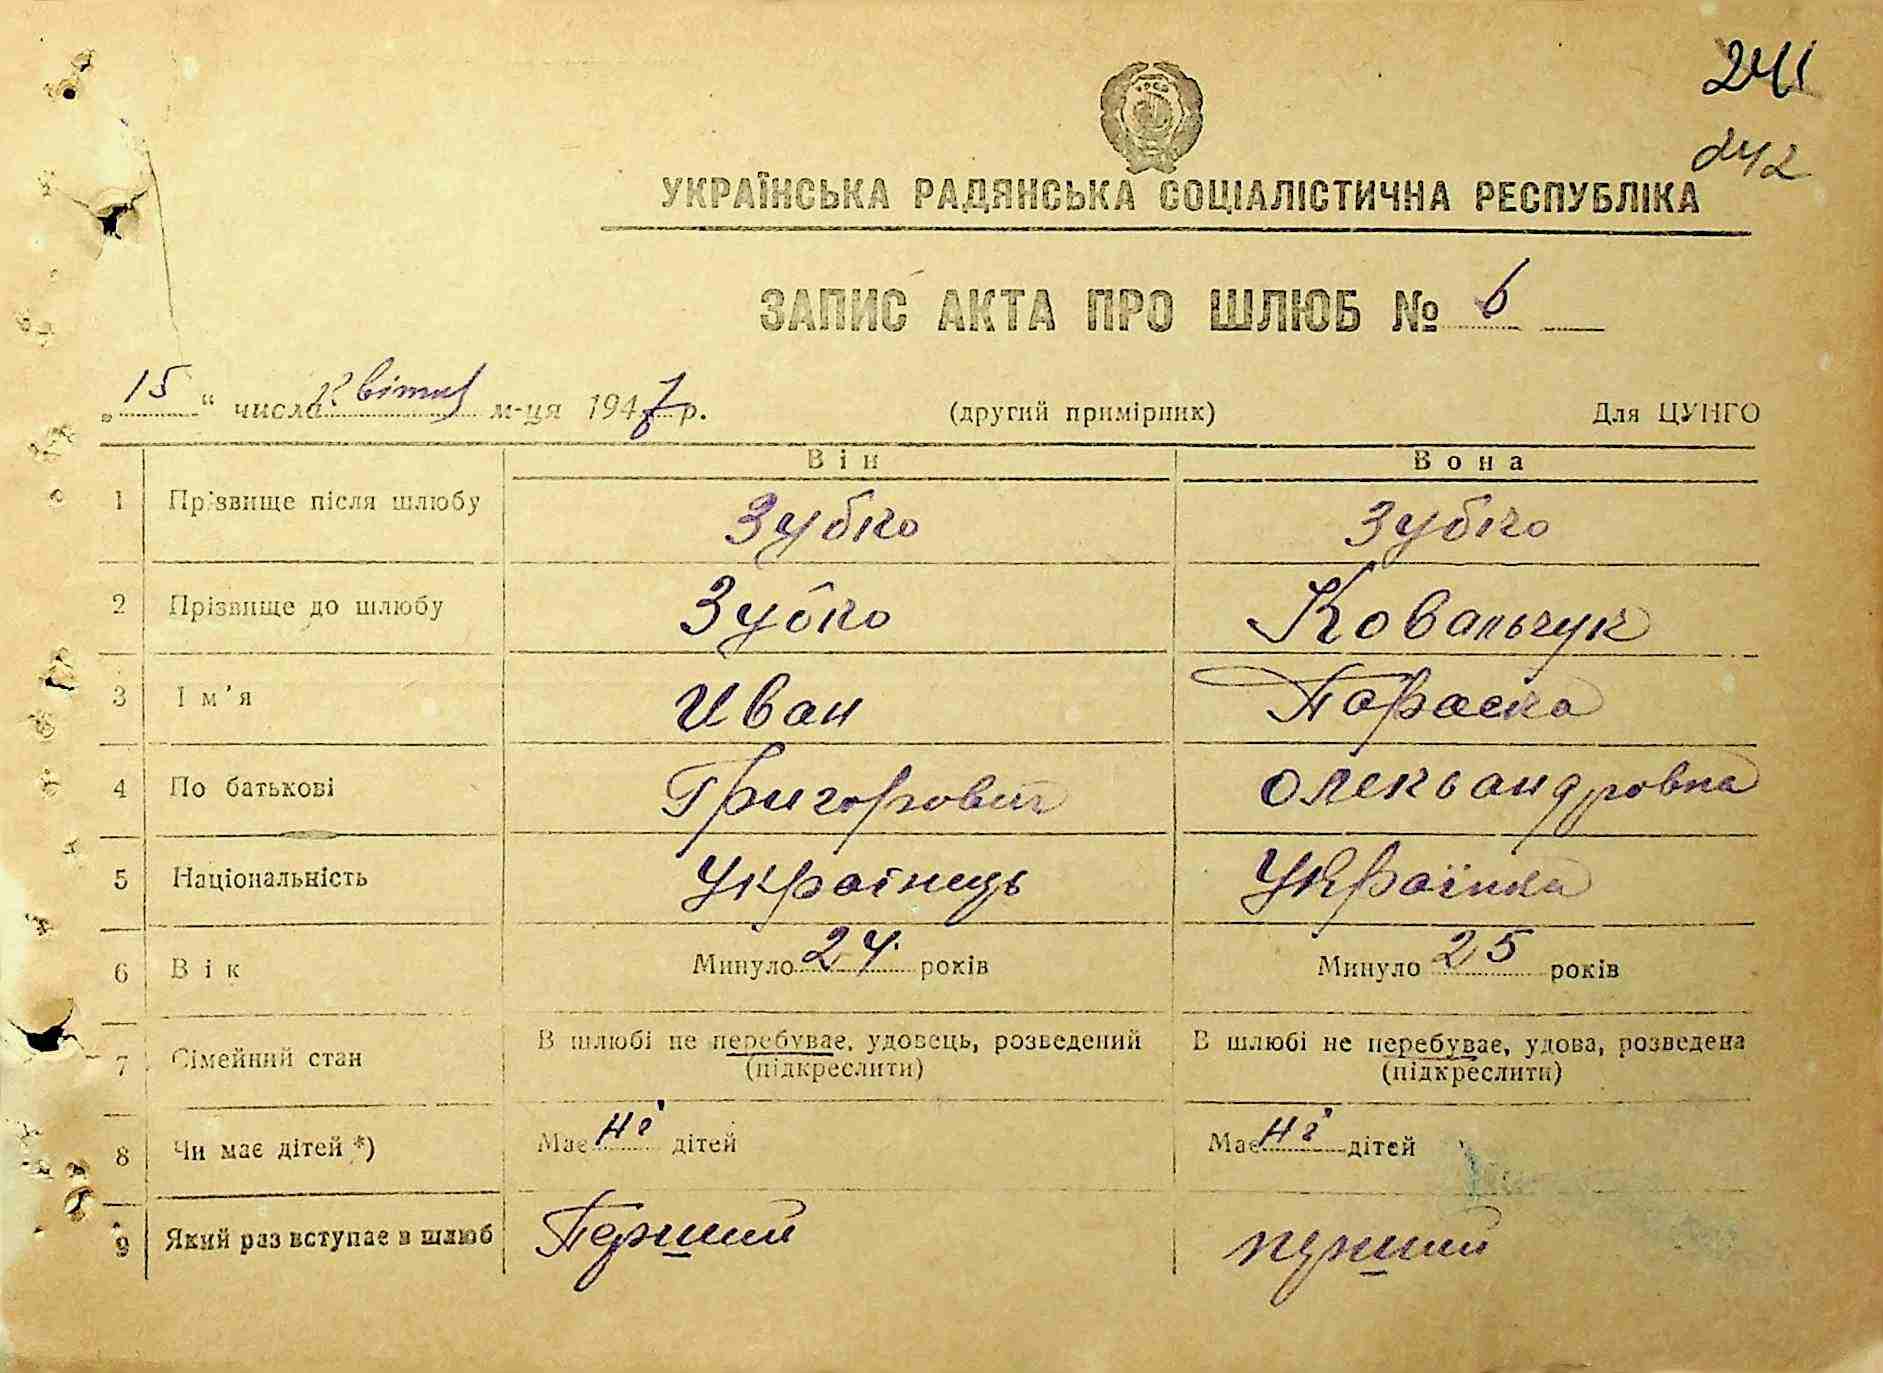 241
242
УКРАЇНСЬКА РАДЯНСЬКА СОЦІАЛІСТИЧНА РЕСПУБЛІКА
ЗАПИС АКТА ПРО ШЛЮБ № 6
„15“ числа квітня м-ця 1947 р. (другий примірник) Для ЦУНГО
Він Вона
1 Прізвище після шлюбу Зубко Зубко
2 Прізвище до шлюбу Зубко Ковальчук
3 Ім'я Иван Параска
4 По батькові Григорович Олександровна
5 Національність Українець Українка
6 Вік Минуло 24 років Минуло 25 років
7 Сімейний стан В шлюбі не перебуває, удовець, розведений В шлюбі не перебуває, удова, розведена
(підкреслити) (підкреслити)
8 Чи має дітей *) Має ні дітей Має ні дітей
9 Який раз вступає в шлюб Перший перший